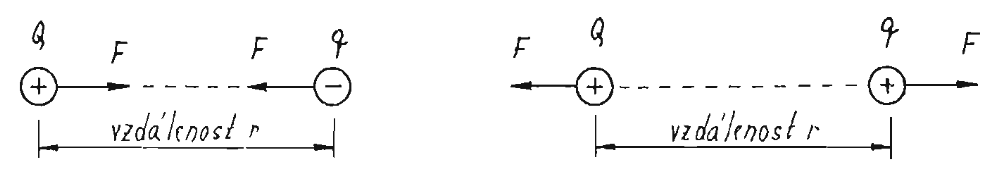 Q F F q
+ −
vzdálenost r
F Q q F
+ +
vzdálenost r